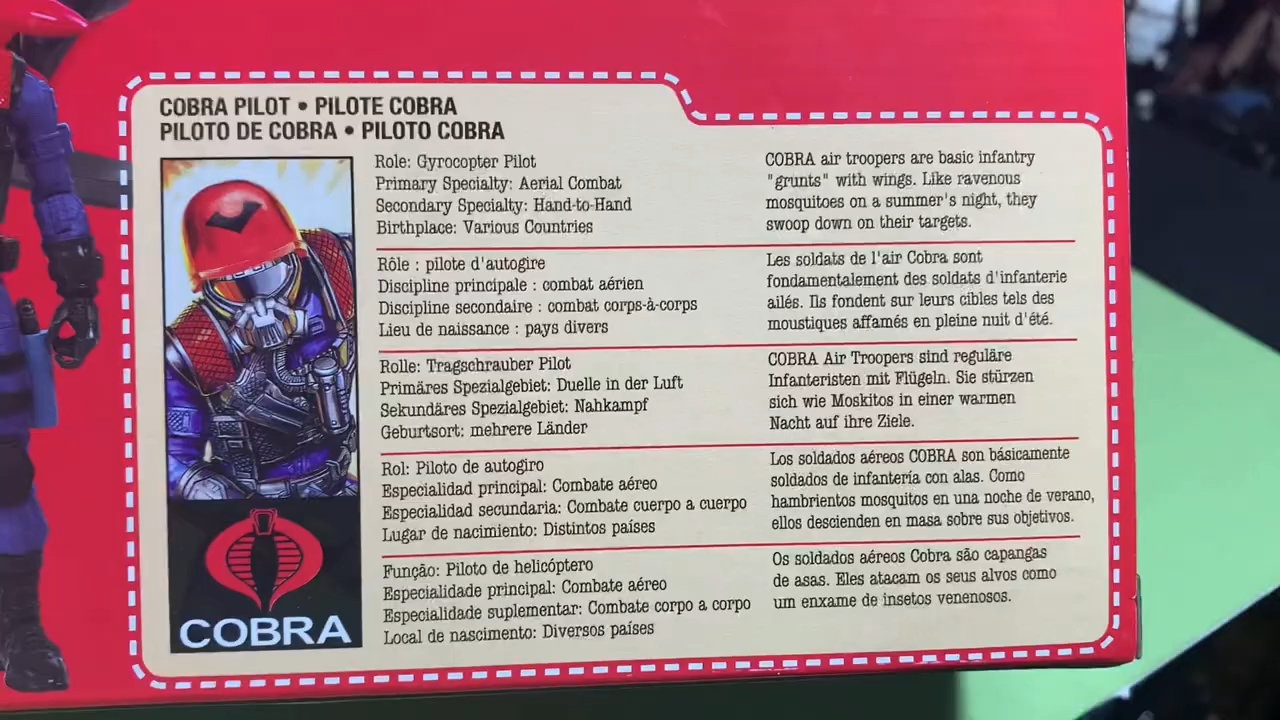 COBRA PILOT • PILOTE COBRA
PILOTO DE COBRA • PILOTO COBRA
Role: Gyrocopter Pilot
Primary Specialty: Aerial Combat
Secondary Specialty: Hand-to-Hand
Birthplace: Various Countries
COBRA air troopers are basic infantry
"grunts" with wings. Like ravenous
mosquitoes on a summer's night, they
swoop down on their targets.
Rôle : pilote d'autogire
Discipline principale : combat aérien
Discipline secondaire : combat corps-à-corps
Lieu de naissance : pays divers
Les soldats de l'air Cobra sont
fondamentalement des soldats d'infanterie
ailés. Ils fondent sur leurs cibles tels des
moustiques affamés en pleine nuit d'été.
Rolle: Tragschrauber Pilot
Primäres Spezialgebiet: Duelle in der Luft
Sekundäres Spezialgebiet: Nahkampf
Geburtsort: mehrere Länder
COBRA Air Troopers sind reguläre
Infanteristen mit Flügeln. Sie stürzen
sich wie Moskitos in einer warmen
Nacht auf ihre Ziele.
Rol: Piloto de autogiro
Especialidad principal: Combate aéreo
Especialidad secundaria: Combate cuerpo a cuerpo
Lugar de nacimiento: Distintos países
Los soldados aéreos COBRA son básicamente
soldados de infantería con alas. Como
hambrientos mosquitos en una noche de verano,
ellos descienden en masa sobre sus objetivos.
Função: Piloto de helicóptero
Especialidade principal: Combate aéreo
Especialidade suplementar: Combate corpo a corpo
Local de nascimento: Diversos países
Os soldados aéreos Cobra são capangas
de asas. Eles atacam os seus alvos como
um enxame de insetos venenosos.
COBRA